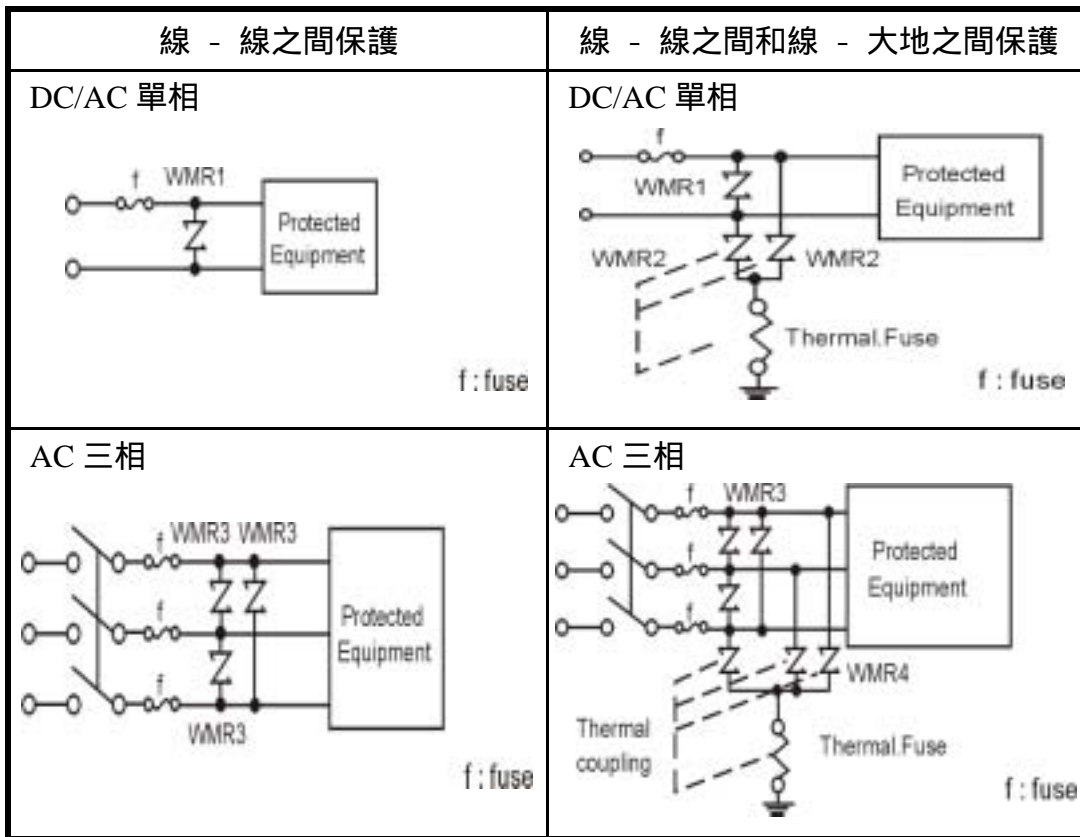 線 - 線之間保護
線 - 線之間和線 - 大地之間保護
DC/AC 單相
f WMR1
Protected
Equipment
f : fuse
DC/AC 單相
f
WMR1
Protected
Equipment
WMR2 WMR2
Thermal.Fuse
f : fuse
AC 三相
f WMR3 WMR3
f
Protected
Equipment
f
WMR3
f : fuse
AC 三相
f WMR3
f
Protected
Equipment
f
WMR4
Thermal
coupling
Thermal.Fuse
f : fuse